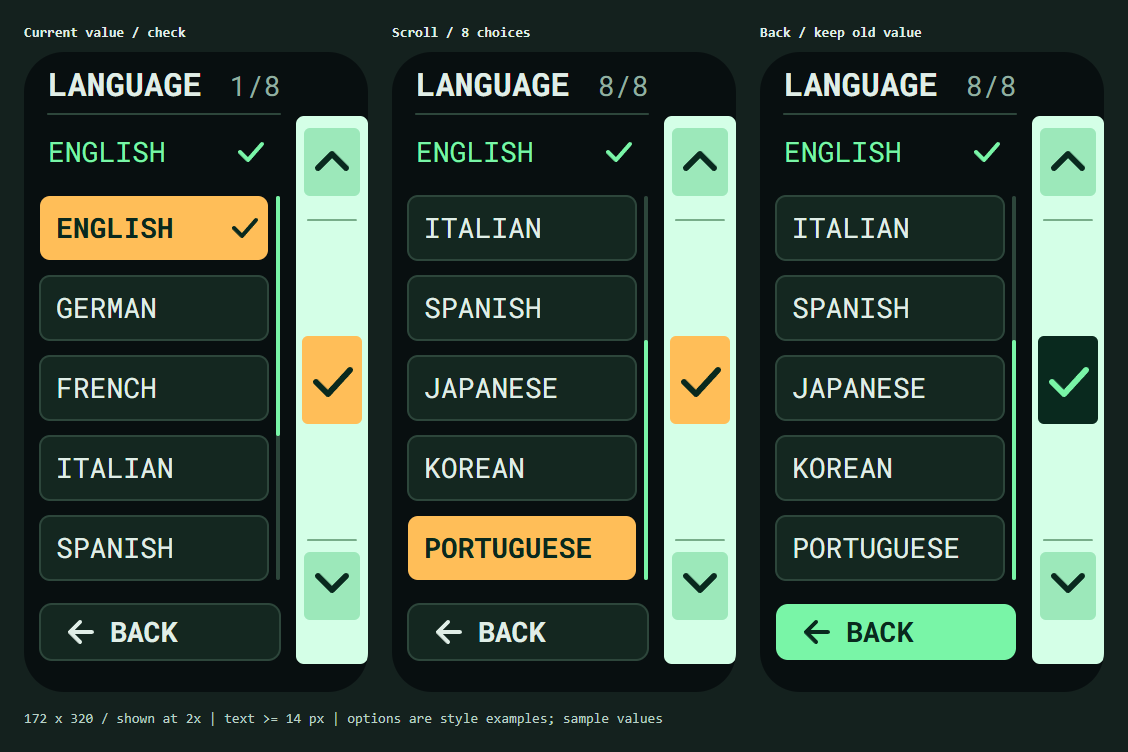 Current value / check
LANGUAGE 1/8
ENGLISH
ENGLISH
GERMAN
FRENCH
ITALIAN
SPANISH
BACK
Scroll / 8 choices
LANGUAGE 8/8
ENGLISH
ITALIAN
SPANISH
JAPANESE
KOREAN
PORTUGUESE
BACK
Back / keep old value
LANGUAGE 8/8
ENGLISH
ITALIAN
SPANISH
JAPANESE
KOREAN
PORTUGUESE
BACK
172 x 320 / shown at 2x | text >= 14 px | options are style examples; sample values